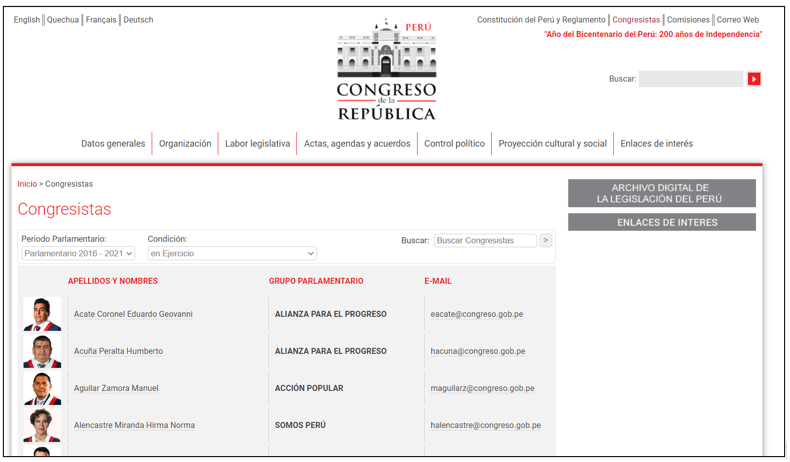 English | Quechua | Français | Deutsch
Constitución del Perú y Reglamento | Congresistas | Comisiones | Correo Web
"Año del Bicentenario del Perú: 200 años de Independencia"
PERÚ
CONGRESO
de la
REPÚBLICA
Buscar:
Datos generales | Organización | Labor legislativa | Actas, agendas y acuerdos | Control político | Proyección cultural y social | Enlaces de interés
Inicio > Congresistas
Congresistas
ARCHIVO DIGITAL DE
LA LEGISLACIÓN DEL PERÚ
ENLACES DE INTERES
Periodo Parlamentario: Condición:
Parlamentario 2016 - 2021 en Ejercicio Buscar: Buscar Congresistas >
APELLIDOS Y NOMBRES GRUPO PARLAMENTARIO E-MAIL
Acate Coronel Eduardo Geovanni ALIANZA PARA EL PROGRESO eacate@congreso.gob.pe
Acuña Peralta Humberto ALIANZA PARA EL PROGRESO hacuna@congreso.gob.pe
Aguilar Zamora Manuel ACCIÓN POPULAR maguilarz@congreso.gob.pe
Alencastre Miranda Hirma Norma SOMOS PERÚ halencastre@congreso.gob.pe